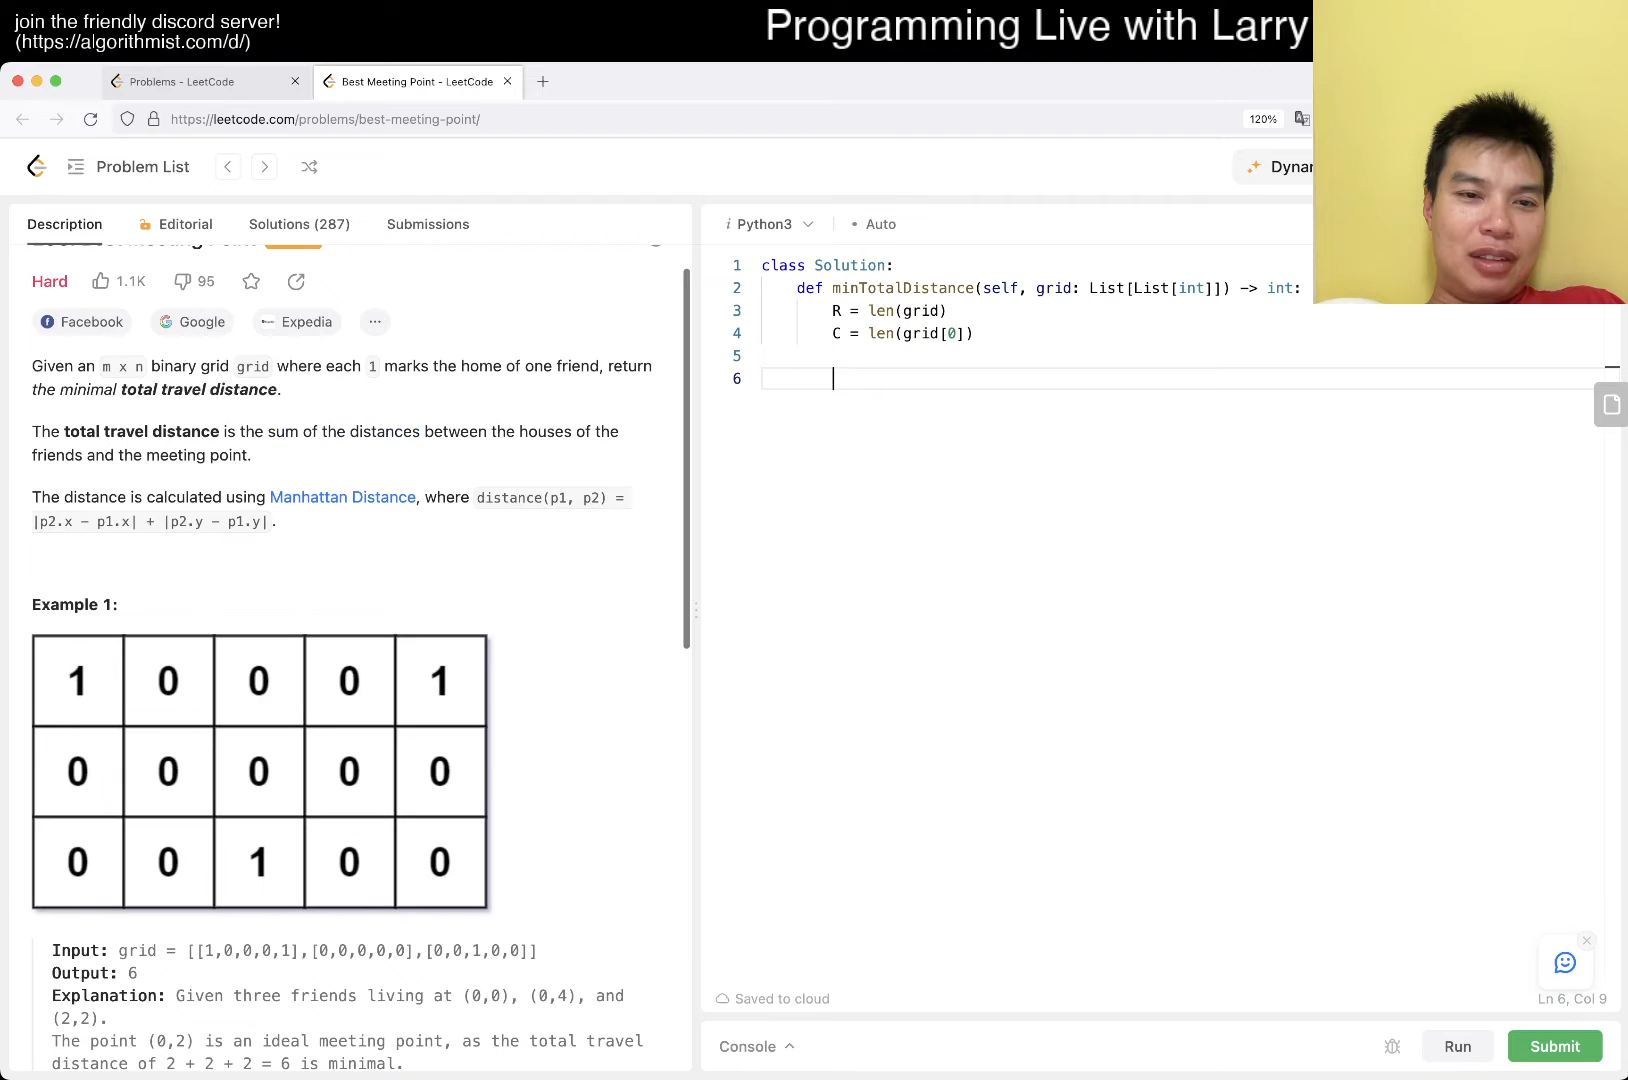 join the friendly discord server!
(https://algorithmist.com/d/)
Programming Live with Larry
Problems - LeetCode
Best Meeting Point - LeetCode
https://leetcode.com/problems/best-meeting-point/
120%
Problem List
Description
Editorial
Solutions (287)
Submissions
Hard
1.1K
95
Facebook
Google
Expedia
...
Given an m x n binary grid grid where each 1 marks the home of one friend, return
the minimal total travel distance.
The total travel distance is the sum of the distances between the houses of the
friends and the meeting point.
The distance is calculated using Manhattan Distance, where distance(p1, p2) =
|p2.x - p1.x| + |p2.y - p1.y|.
Example 1:
1 0 0 0 1
0 0 0 0 0
0 0 1 0 0
Input: grid = [[1,0,0,0,1],[0,0,0,0,0],[0,0,1,0,0]]
Output: 6
Explanation: Given three friends living at (0,0), (0,4), and
(2,2).
The point (0,2) is an ideal meeting point, as the total travel
distance of 2 + 2 + 2 = 6 is minimal.
i Python3
• Auto
1 class Solution:
2 def minTotalDistance(self, grid: List[List[int]]) -> int:
3 R = len(grid)
4 C = len(grid[0])
5
6
Saved to cloud
Ln 6, Col 9
Console
Run
Submit